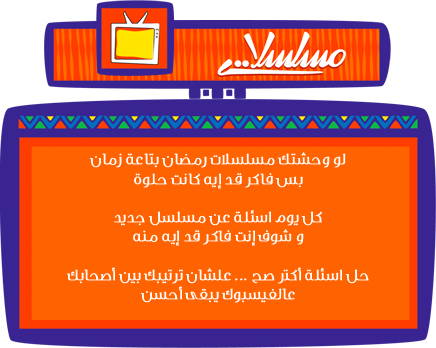 مسلسلات
لو وحشتك مسلسلات رمضان بتاعة زمان
بس فاكر قد إيه كانت حلوة
كل يوم اسئلة عن مسلسل جديد
و شوف إنت فاكر قد إيه منه
حل اسئلة أكتر صح ... علشان ترتيبك بين أصحابك
عالفيسبوك يبقى أحسن